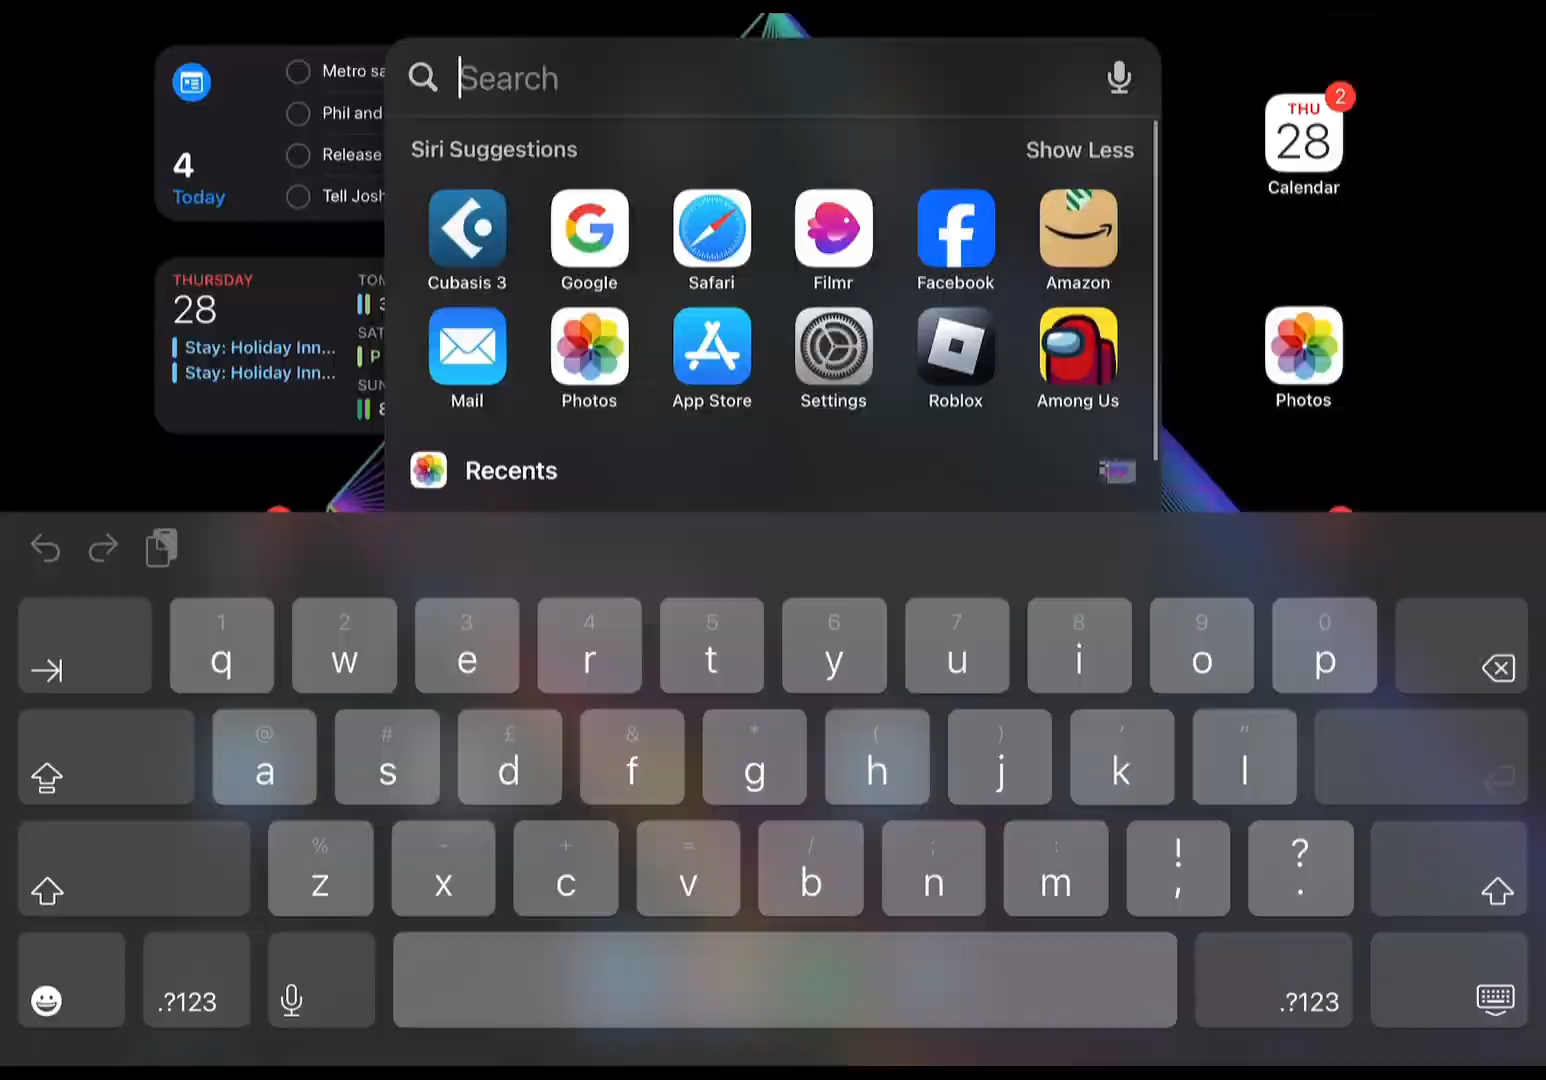 Search
Siri Suggestions
Show Less
Cubasis 3
Google
Safari
Filmr
Facebook
Amazon
Mail
Photos
App Store
Settings
Roblox
Among Us
Recents
4
Today
Metro sa
Phil and
Release
Tell Josh
THURSDAY
28
Stay: Holiday Inn...
Stay: Holiday Inn...
TOM
3
SAT
P
SUN
8
2
THU
28
Calendar
Photos
1 2 3 4 5 6 7 8 9 0
q w e r t y u i o p
@ # £ & * ( ) ' "
a s d f g h j k l
% - + = / ; : ! ?
z x c v b n m , .
.?123
.?123